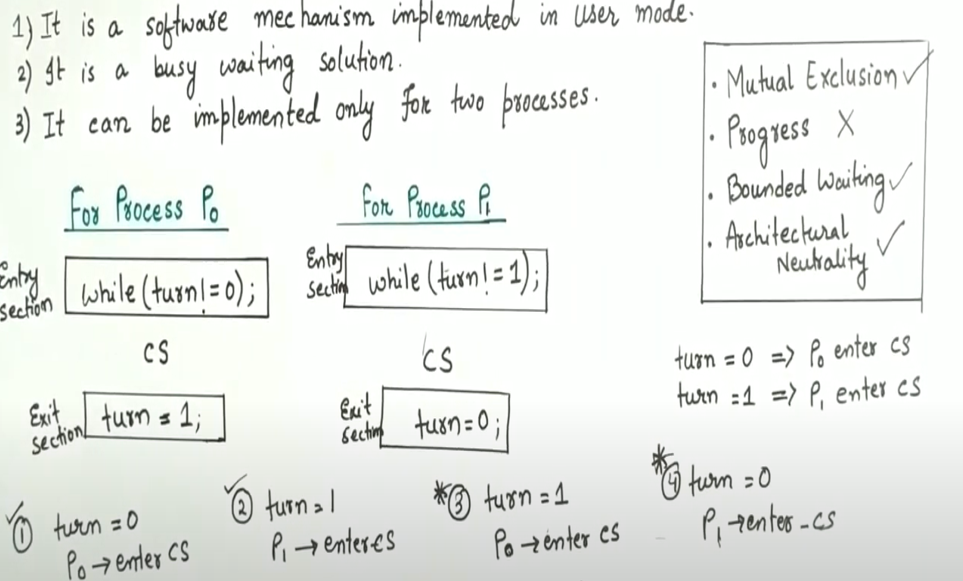 1) It is a software mechanism implemented in user mode.
2) It is a busy waiting solution.
3) It can be implemented only for two processes.
• Mutual Exclusion ✓
• Progress X
• Bounded Waiting ✓
• Architectural
Neutrality ✓
For Process P0
Entry
section
while (turn!=0);
CS
Exit
section
turn = 1;
For Process P1
Entry
Section
while (turn!=1);
CS
Exit
Section
turn=0;
turn = 0 => P0 enter CS
turn =1 => P1 enter CS
✓① turn =0
P0 → enter CS
✓② turn =1
P1 → enter CS
*③ turn =1
P0 → enter CS
*④ turn =0
P1 → enter-CS